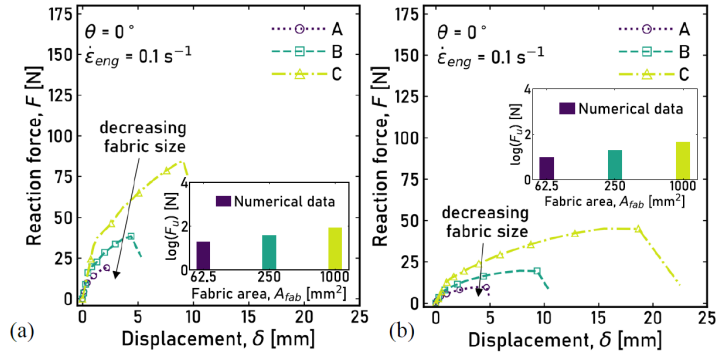 175
150
125
100
75
50
25
0
Reaction force, F [N]
θ = 0°
ε̇eng = 0.1 s⁻¹
A
B
C
decreasing
fabric size
4
2
0
log(Fu) [N]
Numerical data
62.5 250 1000
Fabric area, Afab [mm²]
0 5 10 15 20 25
Displacement, δ [mm]
(a)
175
150
125
100
75
50
25
0
Reaction force, F [N]
θ = 0°
ε̇eng = 0.1 s⁻¹
A
B
C
4
2
0
log(Fu) [N]
Numerical data
62.5 250 1000
Fabric area, Afab [mm²]
decreasing
fabric size
0 5 10 15 20 25
Displacement, δ [mm]
(b)